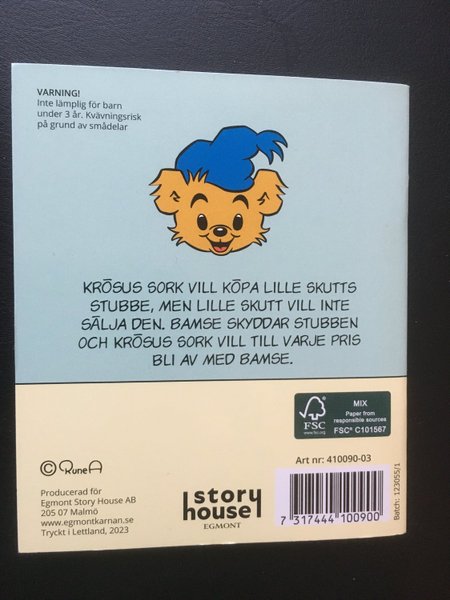 VARNING!
Inte lämplig för barn
under 3 år. Kvävningsrisk
på grund av smådelar
KRÖSUS SORK VILL KÖPA LILLE SKUTTS
STUBBE, MEN LILLE SKUTT VILL INTE
SÄLJA DEN. BAMSE SKYDDAR STUBBEN
OCH KRÖSUS SORK VILL TILL VARJE PRIS
BLI AV MED BAMSE.
FSC
www.fsc.org
MIX
Paper from
responsible sources
FSC® C101567
© Rune A
Art nr: 410090-03
Producerad för
Egmont Story House AB
205 07 Malmö
www.egmontkarnan.se
Tryckt i Lettland, 2023
story
house
EGMONT
7 317444 100900
Batch: 123055/1